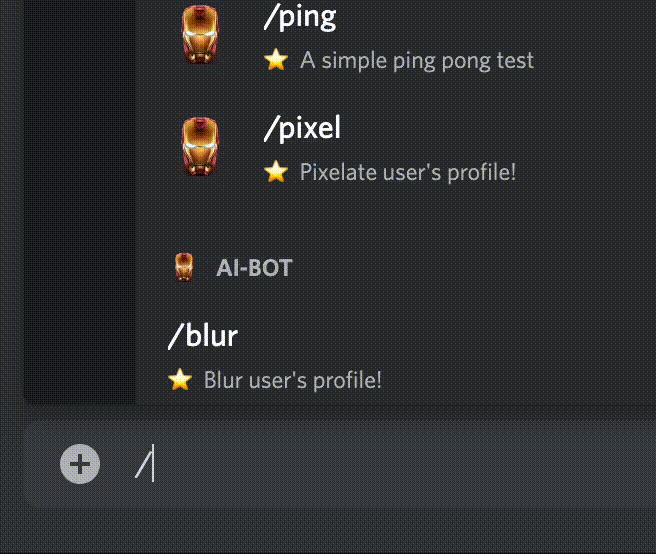 /ping
⭐ A simple ping pong test
/pixel
⭐ Pixelate user's profile!
AI-BOT
/blur
⭐ Blur user's profile!
/